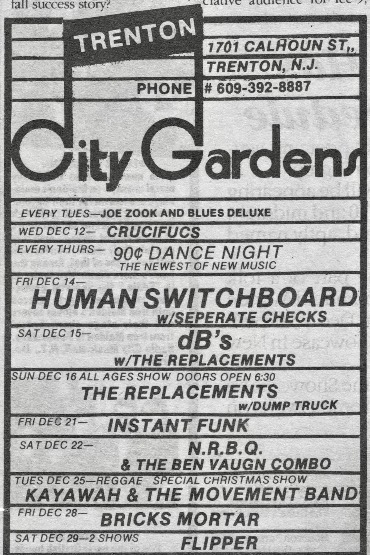 fall success story?
ciative audience for Ice-9,
TRENTON
1701 CALHOUN ST,,
TRENTON, N.J.
PHONE # 609-392-8887
City Gardens
EVERY TUES—JOE ZOOK AND BLUES DELUXE
WED DEC 12— CRUCIFUCS
EVERY THURS— 90¢ DANCE NIGHT
THE NEWEST OF NEW MUSIC
FRI DEC 14—
HUMAN SWITCHBOARD
w/SEPERATE CHECKS
SAT DEC 15— dB's
w/THE REPLACEMENTS
SUN DEC 16 ALL AGES SHOW DOORS OPEN 6:30
THE REPLACEMENTS
w/DUMP TRUCK
FRI DEC 21— INSTANT FUNK
SAT DEC 22— N.R.B.Q.
& THE BEN VAUGN COMBO
TUES DEC 25—REGGAE SPECIAL CHRISTMAS SHOW
KAYAWAH & THE MOVEMENT BAND
FRI DEC 28— BRICKS MORTAR
SAT DEC 29—2 SHOWS FLIPPER